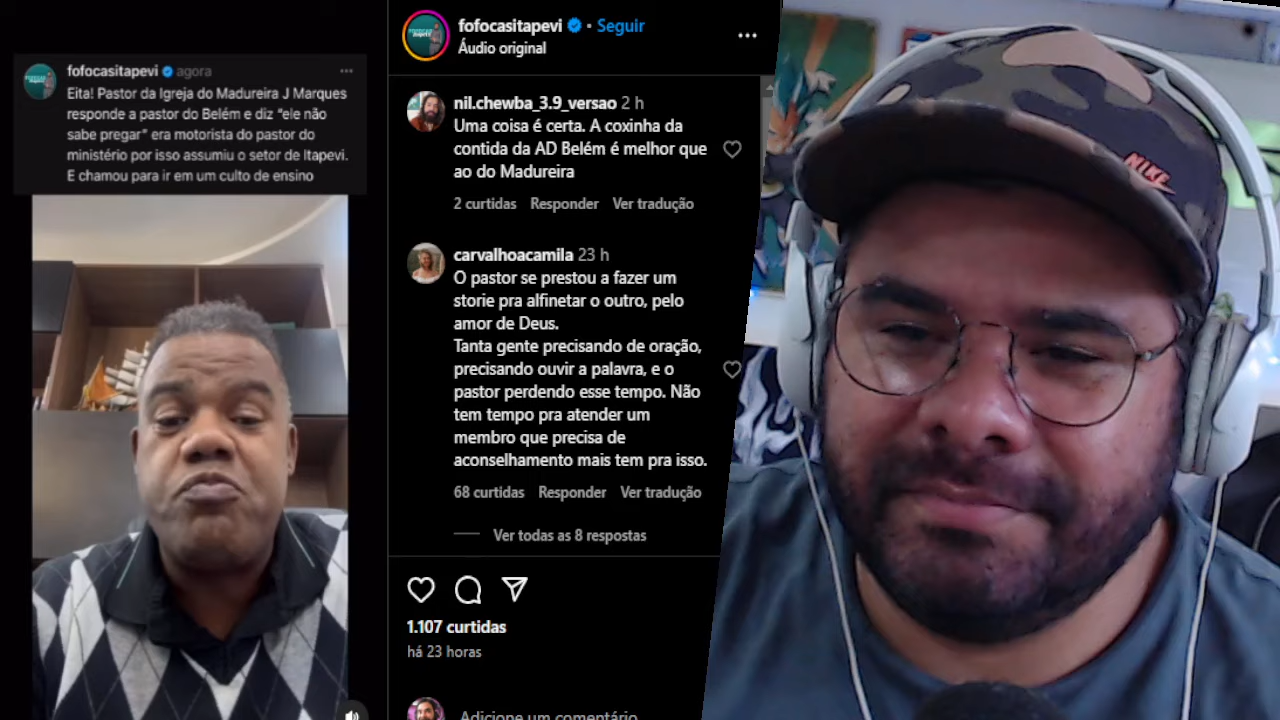 fofocasitapevi agora
Eita! Pastor da Igreja do Madureira J Marques
responde a pastor do Belém e diz “ele não
sabe pregar” era motorista do pastor do
ministério por isso assumiu o setor de Itapevi.
E chamou para ir em um culto de ensino
fofocasitapevi • Seguir
Áudio original
nil.chewba_3.9_versao 2 h
Uma coisa é certa. A coxinha da
contida da AD Belém é melhor que
ao do Madureira
2 curtidas Responder Ver tradução
carvalhoacamila 23 h
O pastor se prestou a fazer um
storie pra alfinetar o outro, pelo
amor de Deus.
Tanta gente precisando de oração,
precisando ouvir a palavra, e o
pastor perdendo esse tempo. Não
tem tempo pra atender um
membro que precisa de
aconselhamento mais tem pra isso.
68 curtidas Responder Ver tradução
Ver todas as 8 respostas
1.107 curtidas
há 23 horas
Adicione um comentário
NIKE